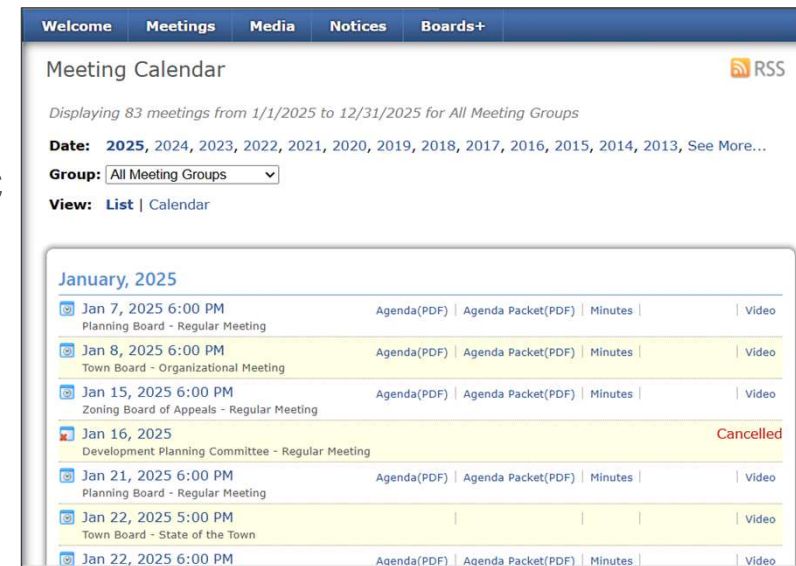 Welcome Meetings Media Notices Boards+
Meeting Calendar RSS
Displaying 83 meetings from 1/1/2025 to 12/31/2025 for All Meeting Groups
Date: 2025, 2024, 2023, 2022, 2021, 2020, 2019, 2018, 2017, 2016, 2015, 2014, 2013, See More...
Group: All Meeting Groups
View: List | Calendar
January, 2025
Jan 7, 2025 6:00 PM Agenda(PDF) | Agenda Packet(PDF) | Minutes | | Video
Planning Board - Regular Meeting
Jan 8, 2025 6:00 PM Agenda(PDF) | Agenda Packet(PDF) | Minutes | | Video
Town Board - Organizational Meeting
Jan 15, 2025 6:00 PM Agenda(PDF) | Agenda Packet(PDF) | Minutes | | Video
Zoning Board of Appeals - Regular Meeting
Jan 16, 2025 Cancelled
Development Planning Committee - Regular Meeting
Jan 21, 2025 6:00 PM Agenda(PDF) | Agenda Packet(PDF) | Minutes | | Video
Planning Board - Regular Meeting
Jan 22, 2025 5:00 PM | | | | Video
Town Board - State of the Town
Jan 22, 2025 6:00 PM Agenda(PDF) | Agenda Packet(PDF) | Minutes | | Video